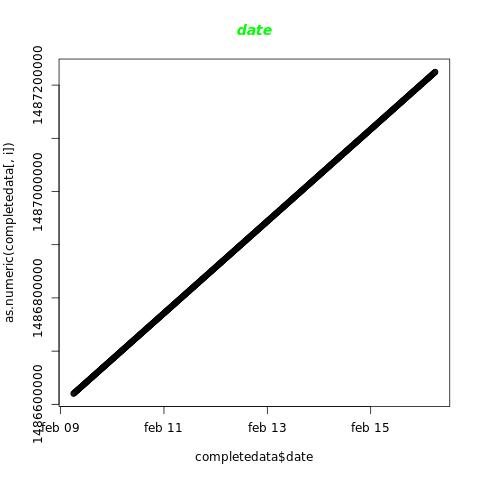 date
as.numeric(completedata[, i])
1487200000
1487000000
1486800000
1486600000
feb 09
feb 11
feb 13
feb 15
completedata$date